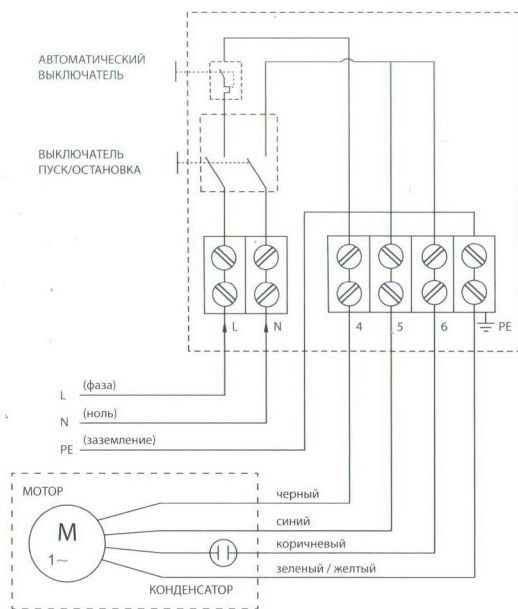 АВТОМАТИЧЕСКИЙ
ВЫКЛЮЧАТЕЛЬ
ВЫКЛЮЧАТЕЛЬ
ПУСК/ОСТАНОВКА
L N 4 5 6 PE
L (фаза)
N (ноль)
PE (заземление)
МОТОР
M
1~
черный
синий
коричневый
зеленый / желтый
КОНДЕНСАТОР